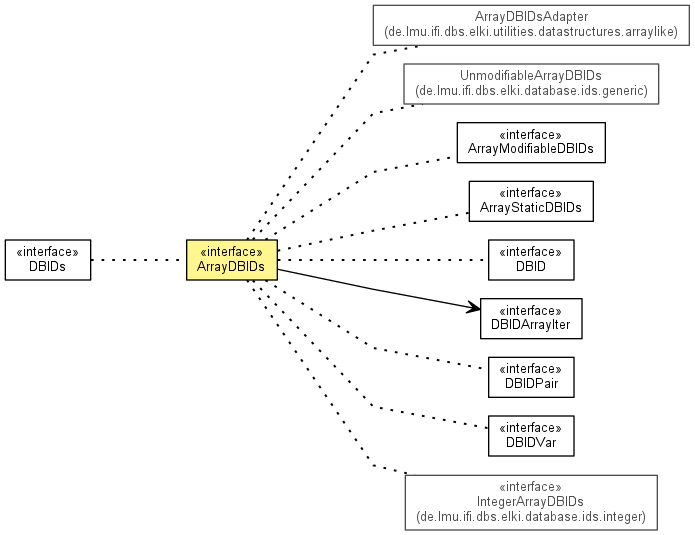 ArrayDBIDsAdapter
(de.lmu.ifi.dbs.elki.utilities.datastructures.arraylike)
UnmodifiableArrayDBIDs
(de.lmu.ifi.dbs.elki.database.ids.generic)
«interface»
ArrayModifiableDBIDs
«interface»
ArrayStaticDBIDs
«interface»
DBIDs
«interface»
ArrayDBIDs
«interface»
DBID
«interface»
DBIDArrayIter
«interface»
DBIDPair
«interface»
DBIDVar
«interface»
IntegerArrayDBIDs
(de.lmu.ifi.dbs.elki.database.ids.integer)